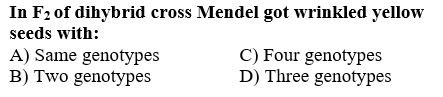 In F2 of dihybrid cross Mendel got wrinkled yellow
seeds with:
A) Same genotypes C) Four genotypes
B) Two genotypes D) Three genotypes